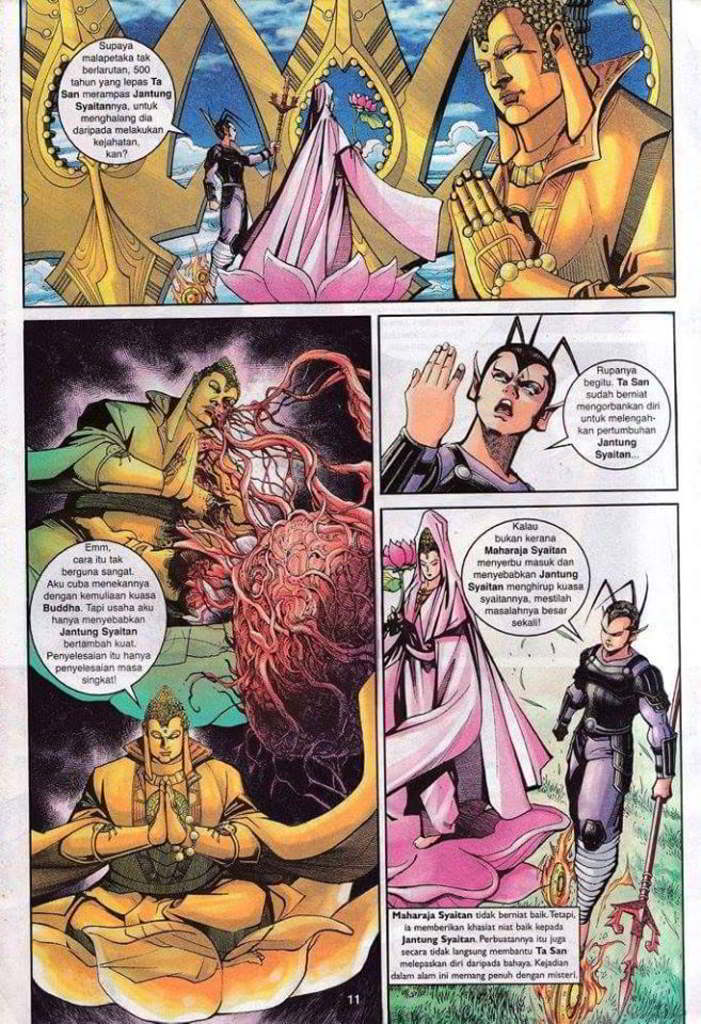 Supaya
malapetaka tak
berlarutan, 500
tahun yang lepas Ta
San merampas Jantung
Syaitannya, untuk
menghalang dia
daripada melakukan
kejahatan,
kan?
Rupanya
begitu. Ta San
sudah berniat
mengorbankan diri
untuk melengah-
kan pertumbuhan
Jantung
Syaitan...
Emm,
cara itu tak
berguna sangat.
Aku cuba menekannya
dengan kemuliaan kuasa
Buddha. Tapi usaha aku
hanya menyebabkan
Jantung Syaitan
bertambah kuat.
Penyelesaian itu hanya
penyelesaian masa
singkat!
Kalau
bukan kerana
Maharaja Syaitan
menyerbu masuk dan
menyebabkan Jantung
Syaitan menghirup kuasa
syaitannya, mestilah
masalahnya besar
sekali!
Maharaja Syaitan tidak berniat baik. Tetapi,
ia memberikan khasiat niat baik kepada
Jantung Syaitan. Perbuatannya itu juga
secara tidak langsung membantu Ta San
melepaskan diri daripada bahaya. Kejadian
dalam alam ini memang penuh dengan misteri.
11